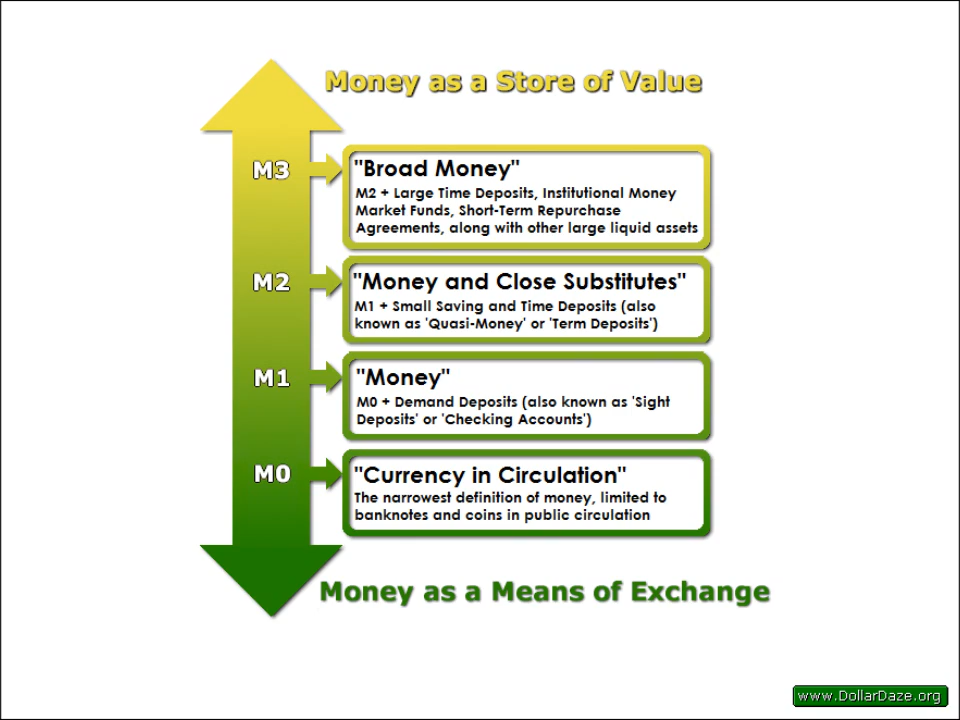 Money as a Store of Value
M3
"Broad Money"
M2 + Large Time Deposits, Institutional Money
Market Funds, Short-Term Repurchase
Agreements, along with other large liquid assets
M2
"Money and Close Substitutes"
M1 + Small Saving and Time Deposits (also
known as 'Quasi-Money' or 'Term Deposits')
M1
"Money"
M0 + Demand Deposits (also known as 'Sight
Deposits' or 'Checking Accounts')
M0
"Currency in Circulation"
The narrowest definition of money, limited to
banknotes and coins in public circulation
Money as a Means of Exchange
www.DollarDaze.org